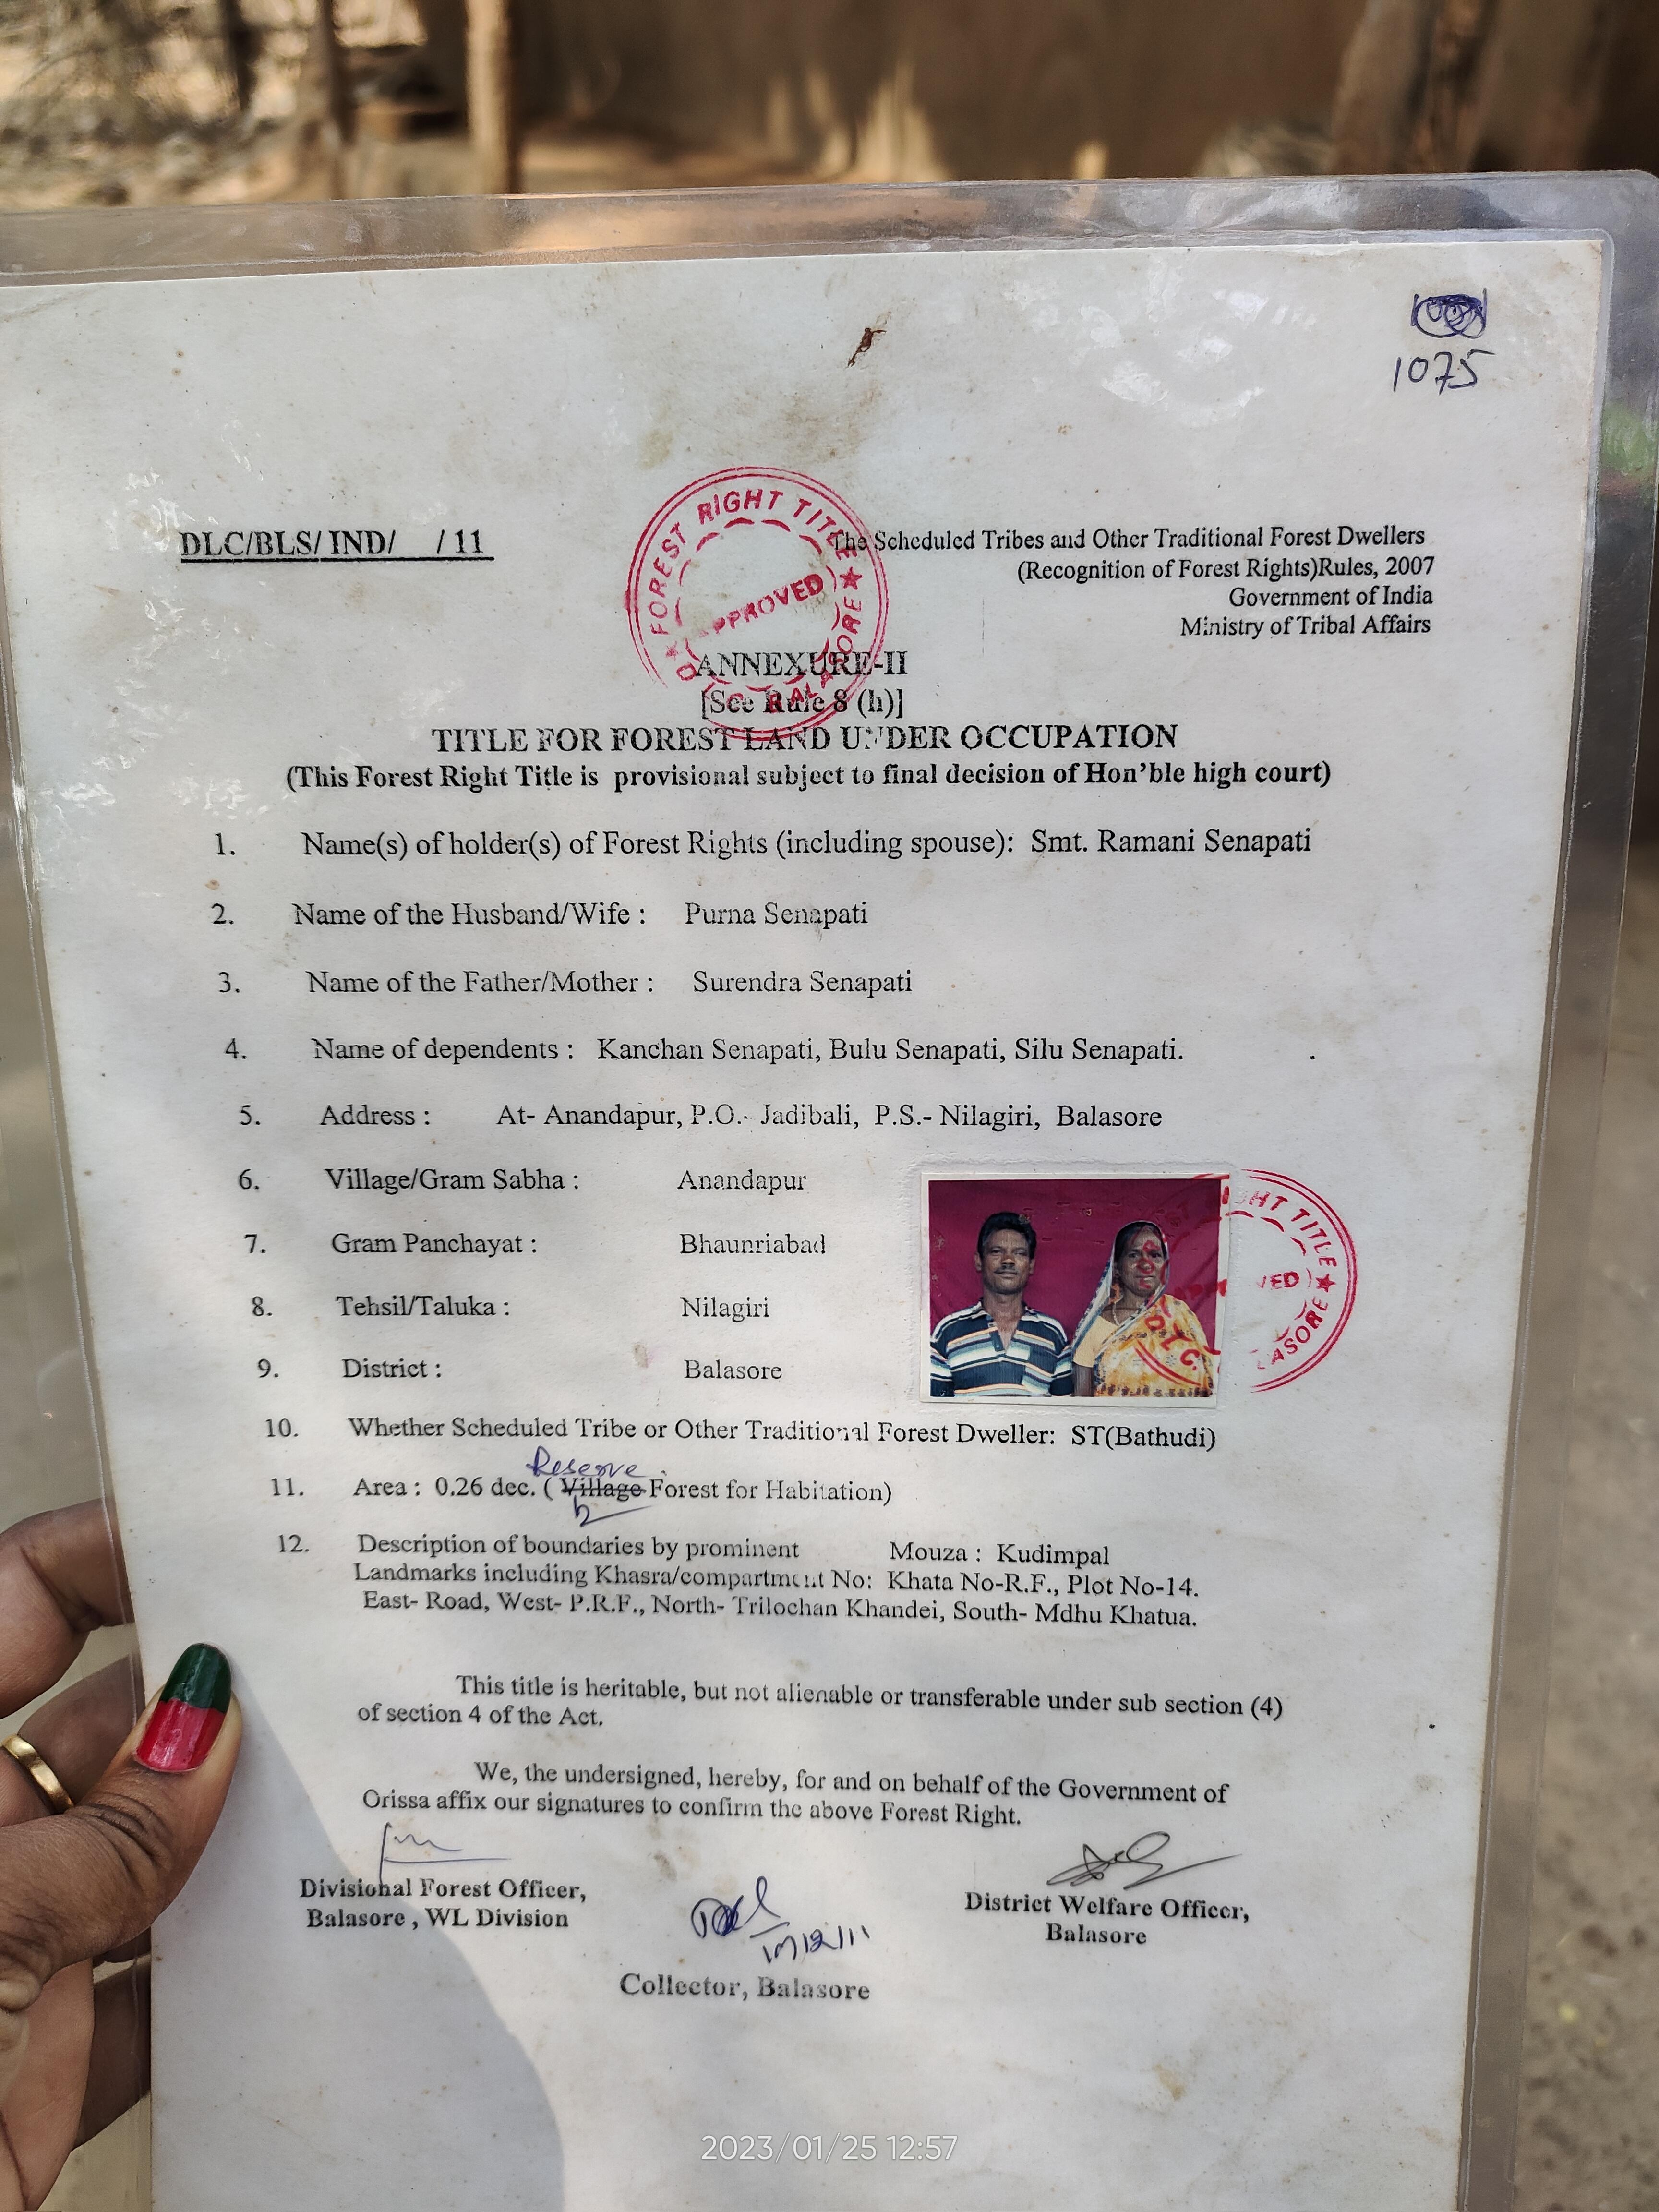 1075
DLC/BLS/ IND/ / 11
The Scheduled Tribes and Other Traditional Forest Dwellers
(Recognition of Forest Rights)Rules, 2007
Government of India
Ministry of Tribal Affairs
FOREST RIGHT TITLE
APPROVED
D.L.C. BALASORE
ANNEXURE-II
[See Rule 8 (h)]
TITLE FOR FOREST LAND UNDER OCCUPATION
(This Forest Right Title is provisional subject to final decision of Hon'ble high court)
1. Name(s) of holder(s) of Forest Rights (including spouse): Smt. Ramani Senapati
2. Name of the Husband/Wife : Purna Senapati
3. Name of the Father/Mother : Surendra Senapati
4. Name of dependents : Kanchan Senapati, Bulu Senapati, Silu Senapati.
5. Address : At- Anandapur, P.O.- Jadibali, P.S.- Nilagiri, Balasore
6. Village/Gram Sabha : Anandapur
7. Gram Panchayat : Bhaunriabad
8. Tehsil/Taluka : Nilagiri
9. District : Balasore
HT TITLE
VED
D.L.C. ASORE
10. Whether Scheduled Tribe or Other Traditional Forest Dweller: ST(Bathudi)
Reserve
11. Area : 0.26 dec. ( Village Forest for Habitation)
12. Description of boundaries by prominent Mouza : Kudimpal
Landmarks including Khasra/compartment No: Khata No-R.F., Plot No-14.
East- Road, West- P.R.F., North- Trilochan Khandei, South- Mdhu Khatua.
This title is heritable, but not alienable or transferable under sub section (4)
of section 4 of the Act.
We, the undersigned, hereby, for and on behalf of the Government of
Orissa affix our signatures to confirm the above Forest Right.
Divisional Forest Officer,
Balasore , WL Division
District Welfare Officer,
Balasore
Collector, Balasore
2023/01/25 12:57